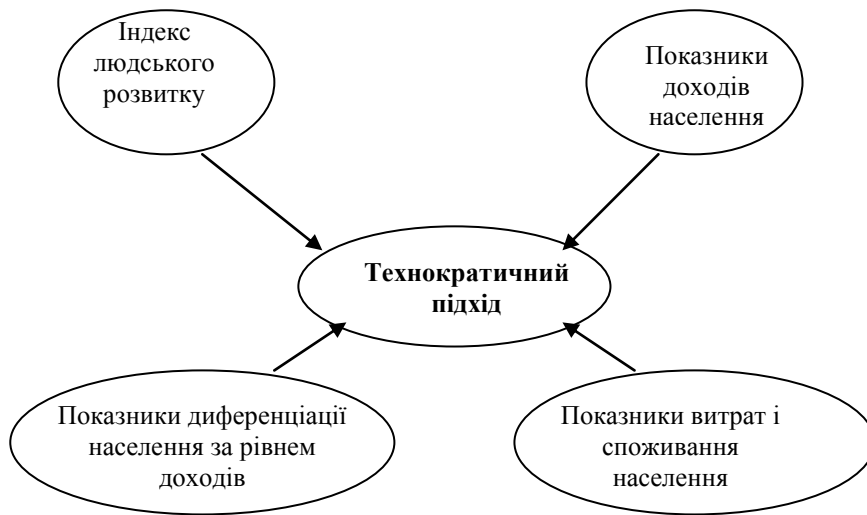 Індекс
людського
розвитку
Показники
доходів
населення
Технократичний
підхід
Показники диференціації
населення за рівнем
доходів
Показники витрат і
споживання
населення